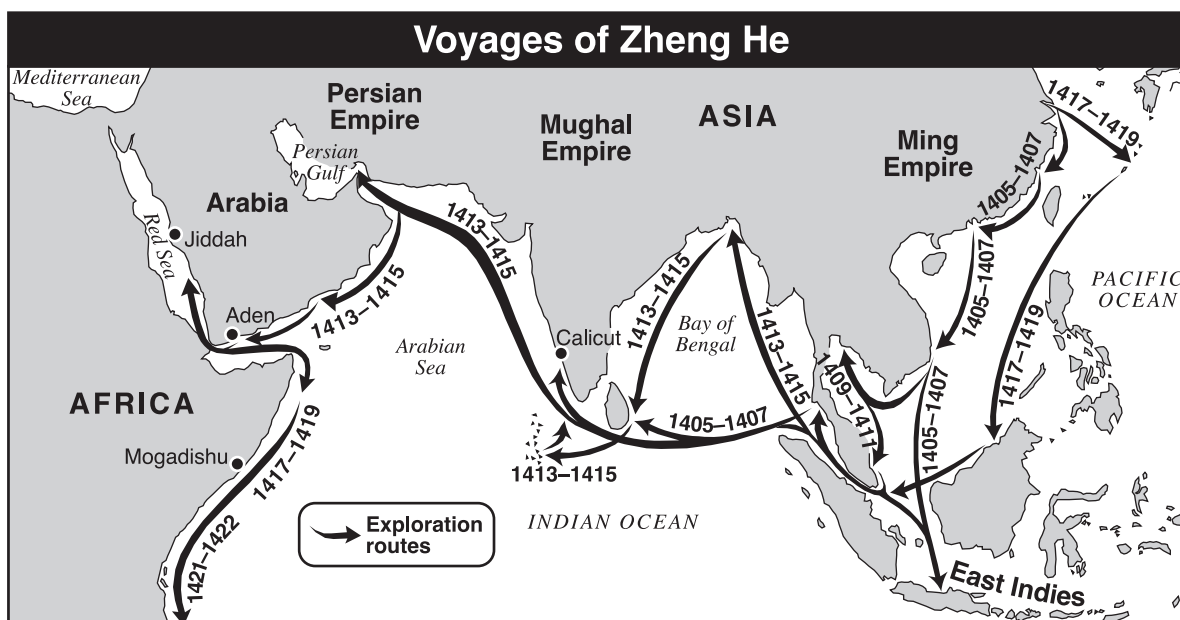 Voyages of Zheng He
Mediterranean
Sea
Persian
Empire
Mughal
Empire
ASIA
Ming
Empire
1417–1419
1405–1407
Persian
Gulf
Arabia
Red Sea
Jiddah
1413–1415
1413–1415
1413–1415
1405–1407
PACIFIC
OCEAN
Aden
Arabian
Sea
Calicut
Bay of
Bengal
1413–1415
1409–1411
1405–1407
1417–1419
AFRICA
1405–1407
Mogadishu
1417–1419
1413–1415
1421–1422
Exploration
routes
INDIAN OCEAN
East Indies